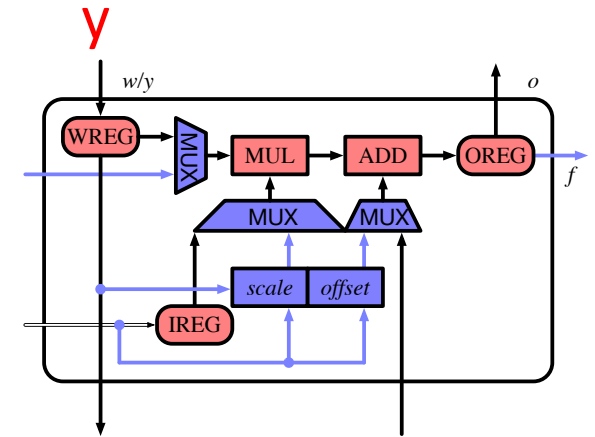 y
w/y
o
WREG
MUX
MUL
ADD
OREG
f
MUX
MUX
scale
offset
IREG